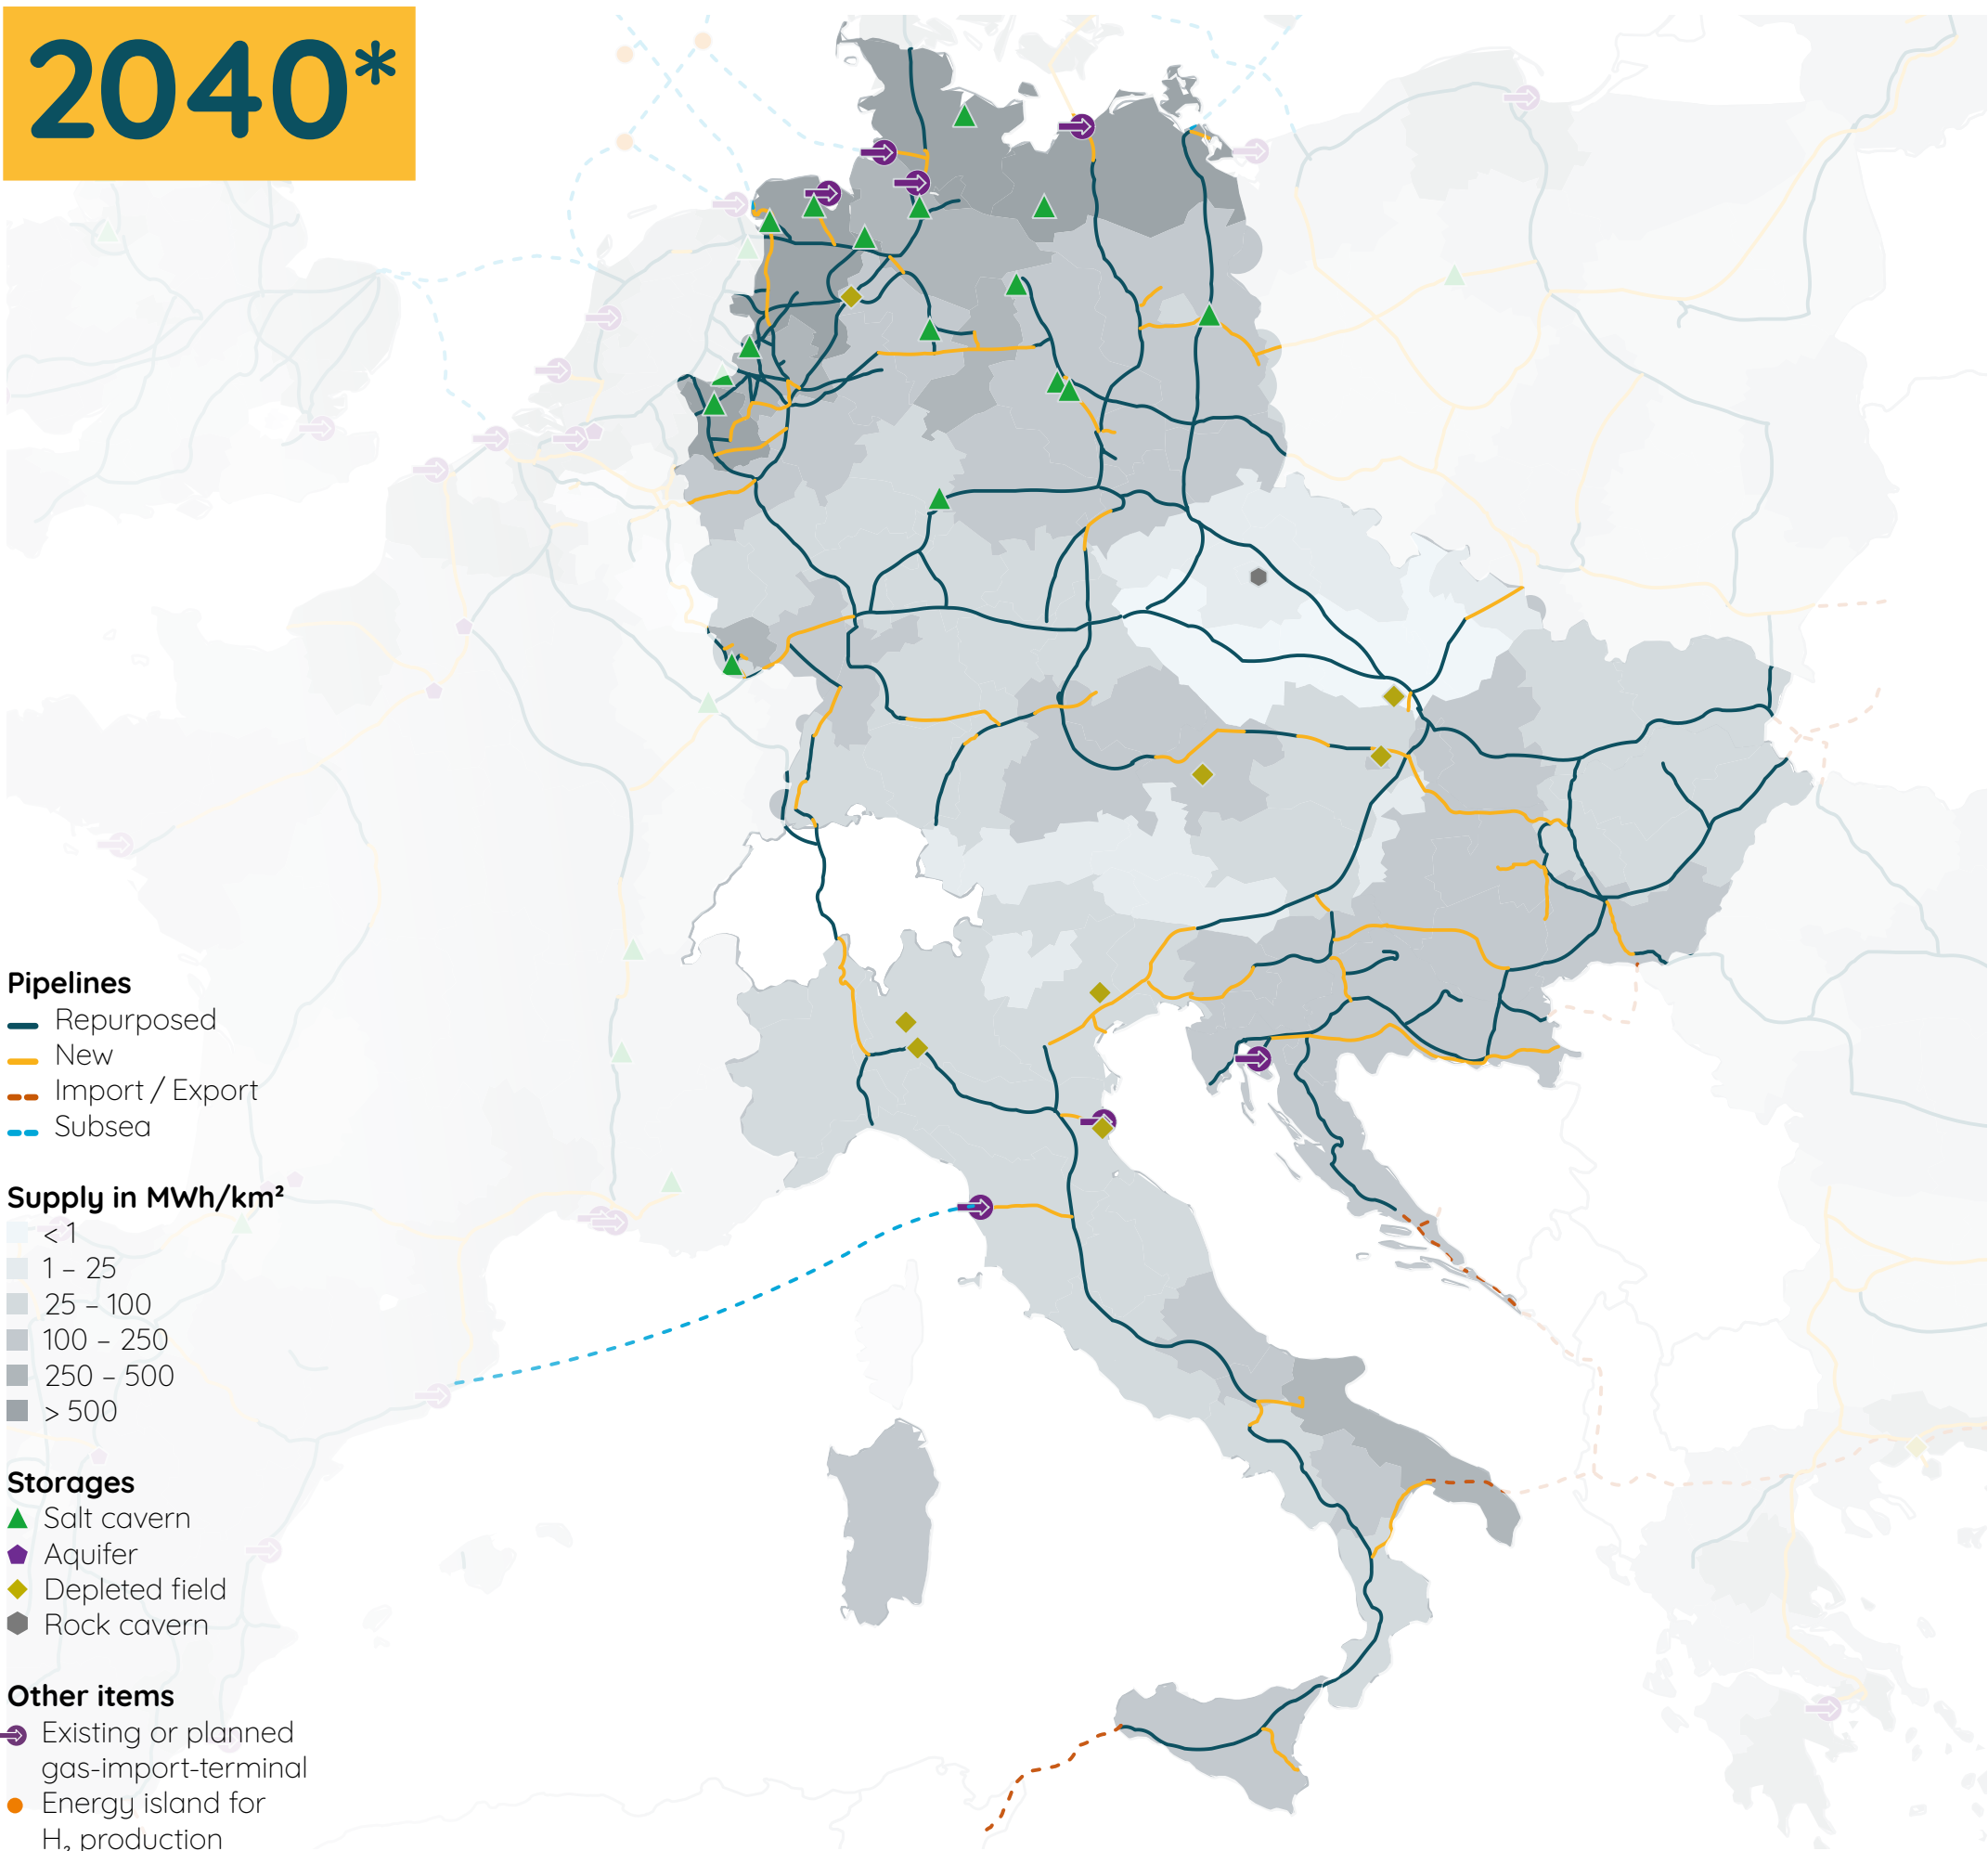 2040*
Pipelines
Repurposed
New
Import / Export
Subsea
Supply in MWh/km²
< 1
1 – 25
25 – 100
100 – 250
250 – 500
> 500
Storages
Salt cavern
Aquifer
Depleted field
Rock cavern
Other items
Existing or planned
gas-import-terminal
Energy island for
H₂ production